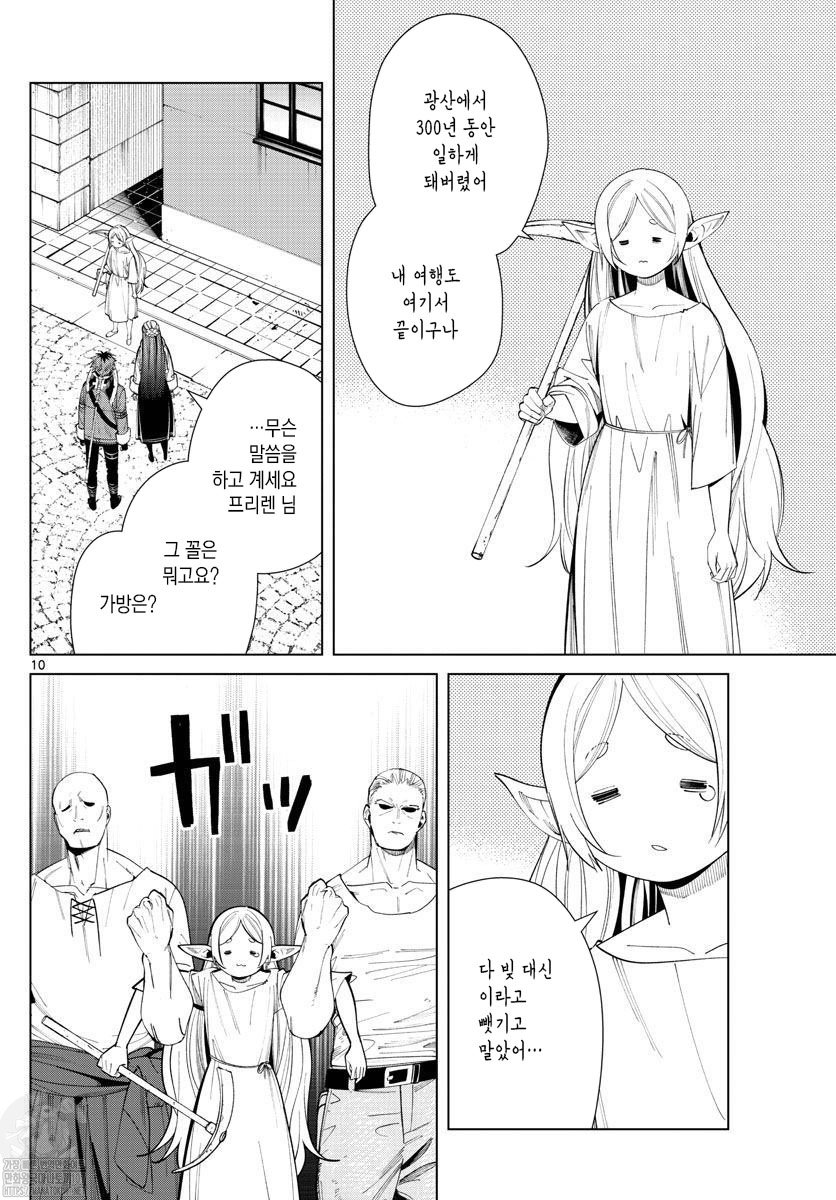 광산에서
300년 동안
일하게
돼버렸어
내 여행도
여기서
끝이구나
…무슨
말씀을
하고 계세요
프리렌 님
그 꼴은
뭐고요?
가방은?
10
다 빚 대신
이라고
뺏기고
말았어…
ガッ